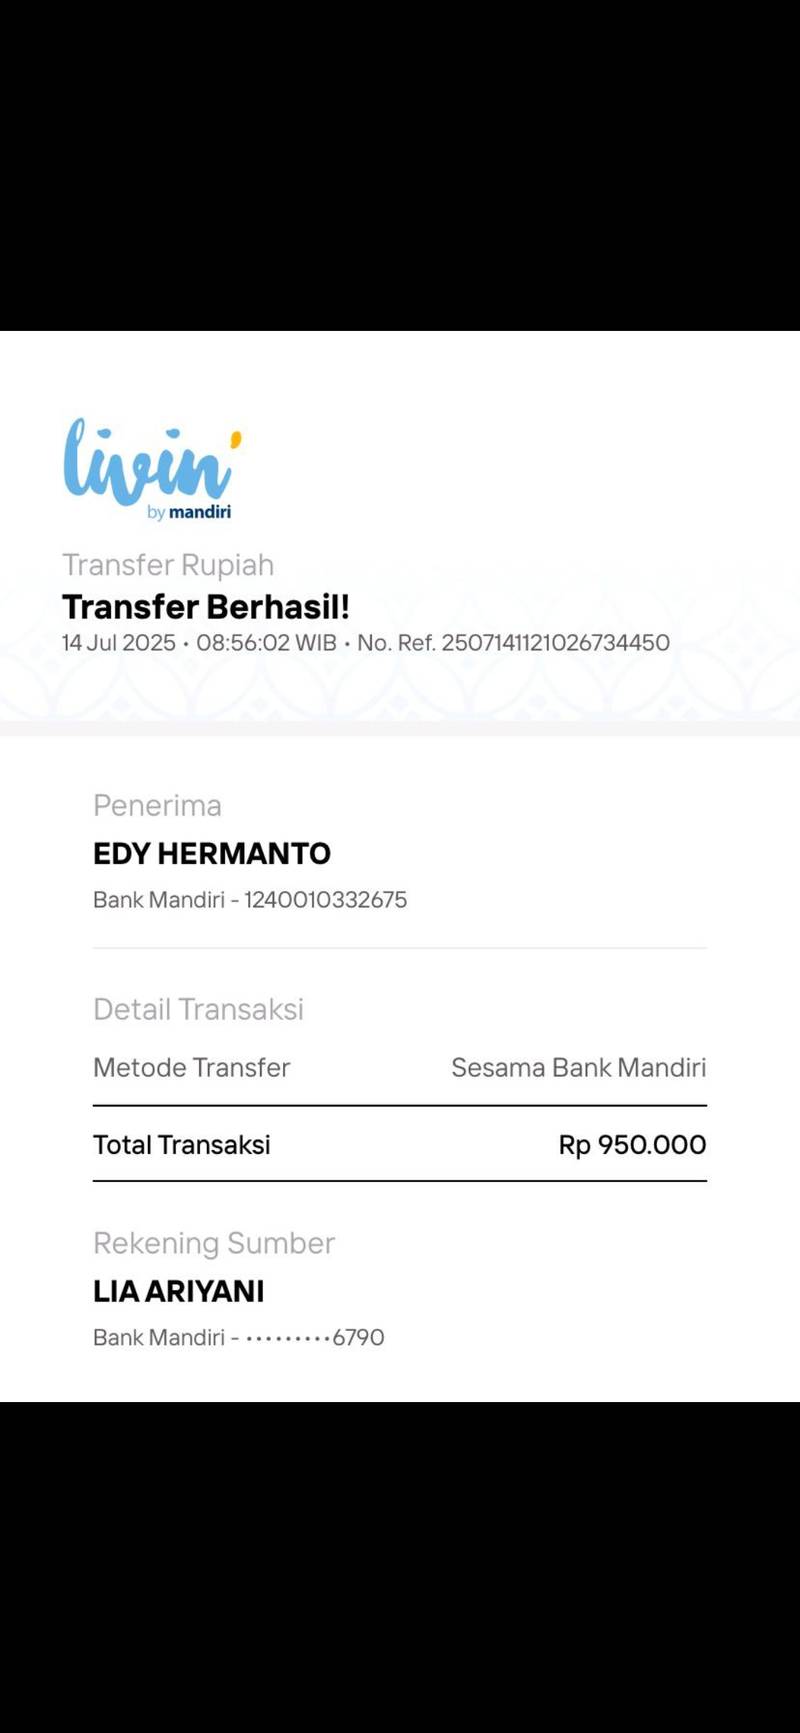 livin'
by mandiri
Transfer Rupiah
Transfer Berhasil!
14 Jul 2025 • 08:56:02 WIB • No. Ref. 2507141121026734450
Penerima
EDY HERMANTO
Bank Mandiri - 1240010332675
Detail Transaksi
Metode Transfer Sesama Bank Mandiri
Total Transaksi Rp 950.000
Rekening Sumber
LIA ARIYANI
Bank Mandiri - •••••••••6790